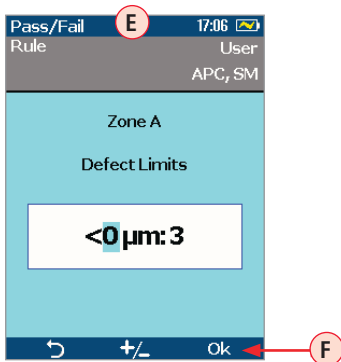 Pass/Fail E 17:06
Rule User
APC, SM
Zone A
Defect Limits
<0 µm: 3
+/- Ok F